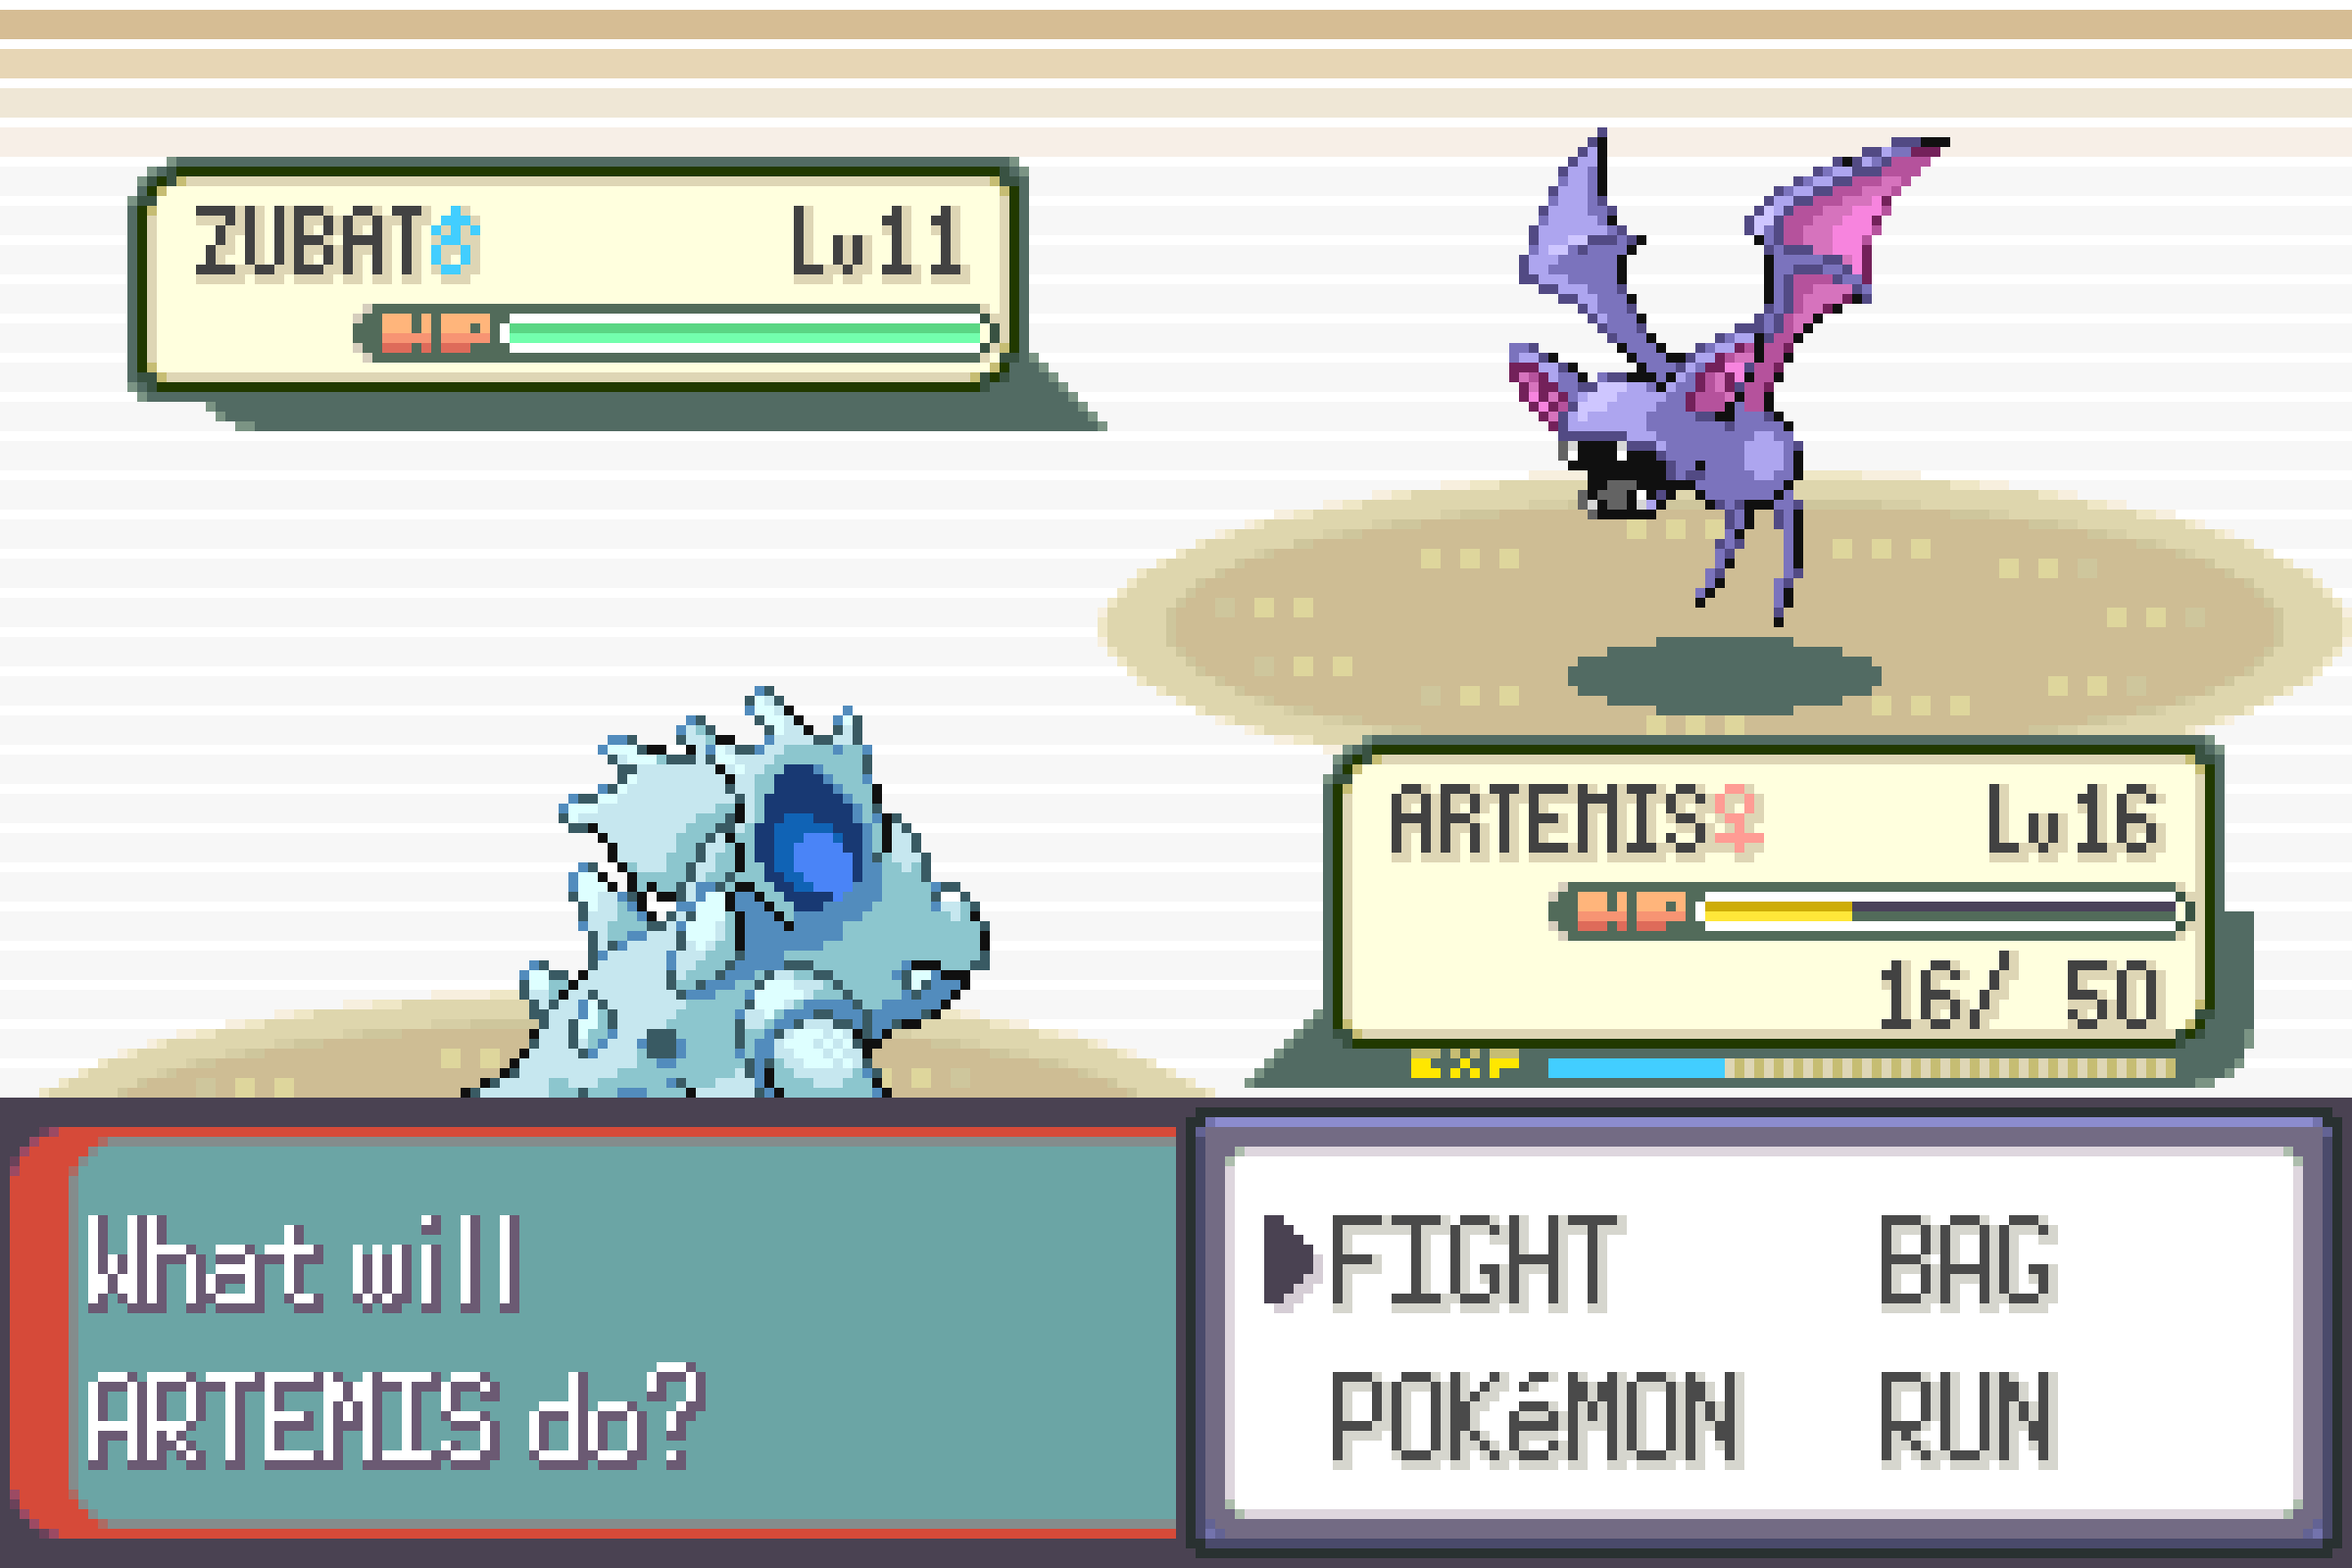 ZUBAT♂ Lv11
HP
ARTEMIS♀ Lv16
HP
16/ 50
EXP
What will
ARTEMIS do?
FIGHT BAG
POKéMON RUN